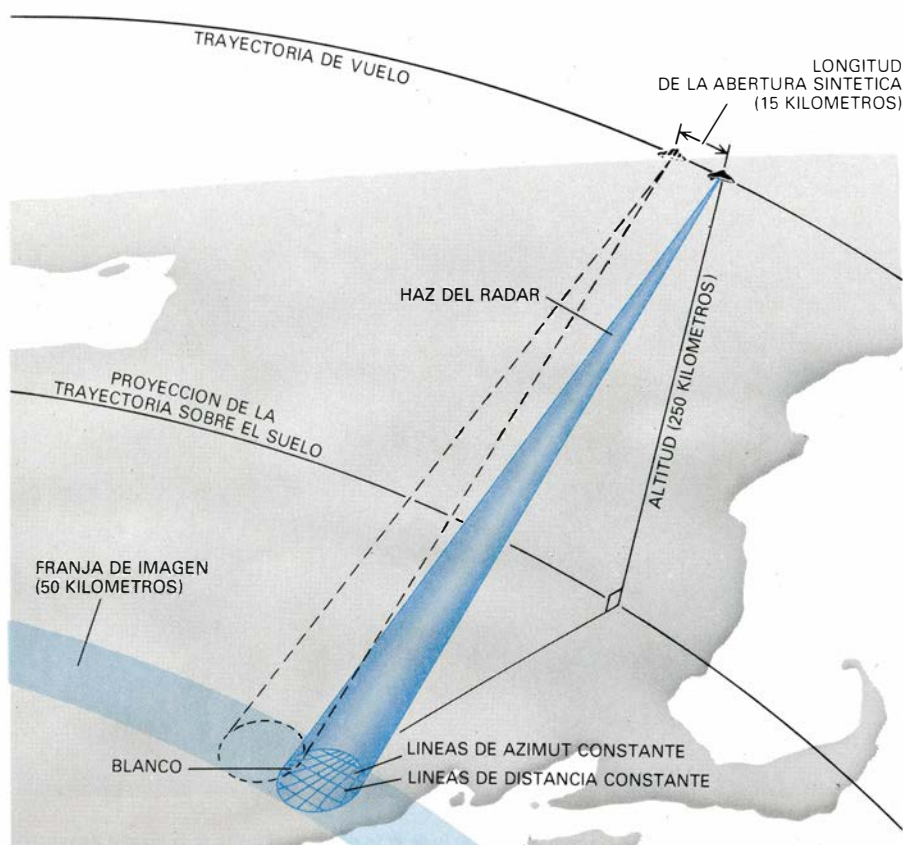 TRAYECTORIA DE VUELO
LONGITUD
DE LA ABERTURA SINTETICA
(15 KILOMETROS)
HAZ DEL RADAR
ALTITUD (250 KILOMETROS)
PROYECCION DE LA
TRAYECTORIA SOBRE EL SUELO
FRANJA DE IMAGEN
(50 KILOMETROS)
BLANCO
LINEAS DE AZIMUT CONSTANTE
LINEAS DE DISTANCIA CONSTANTE